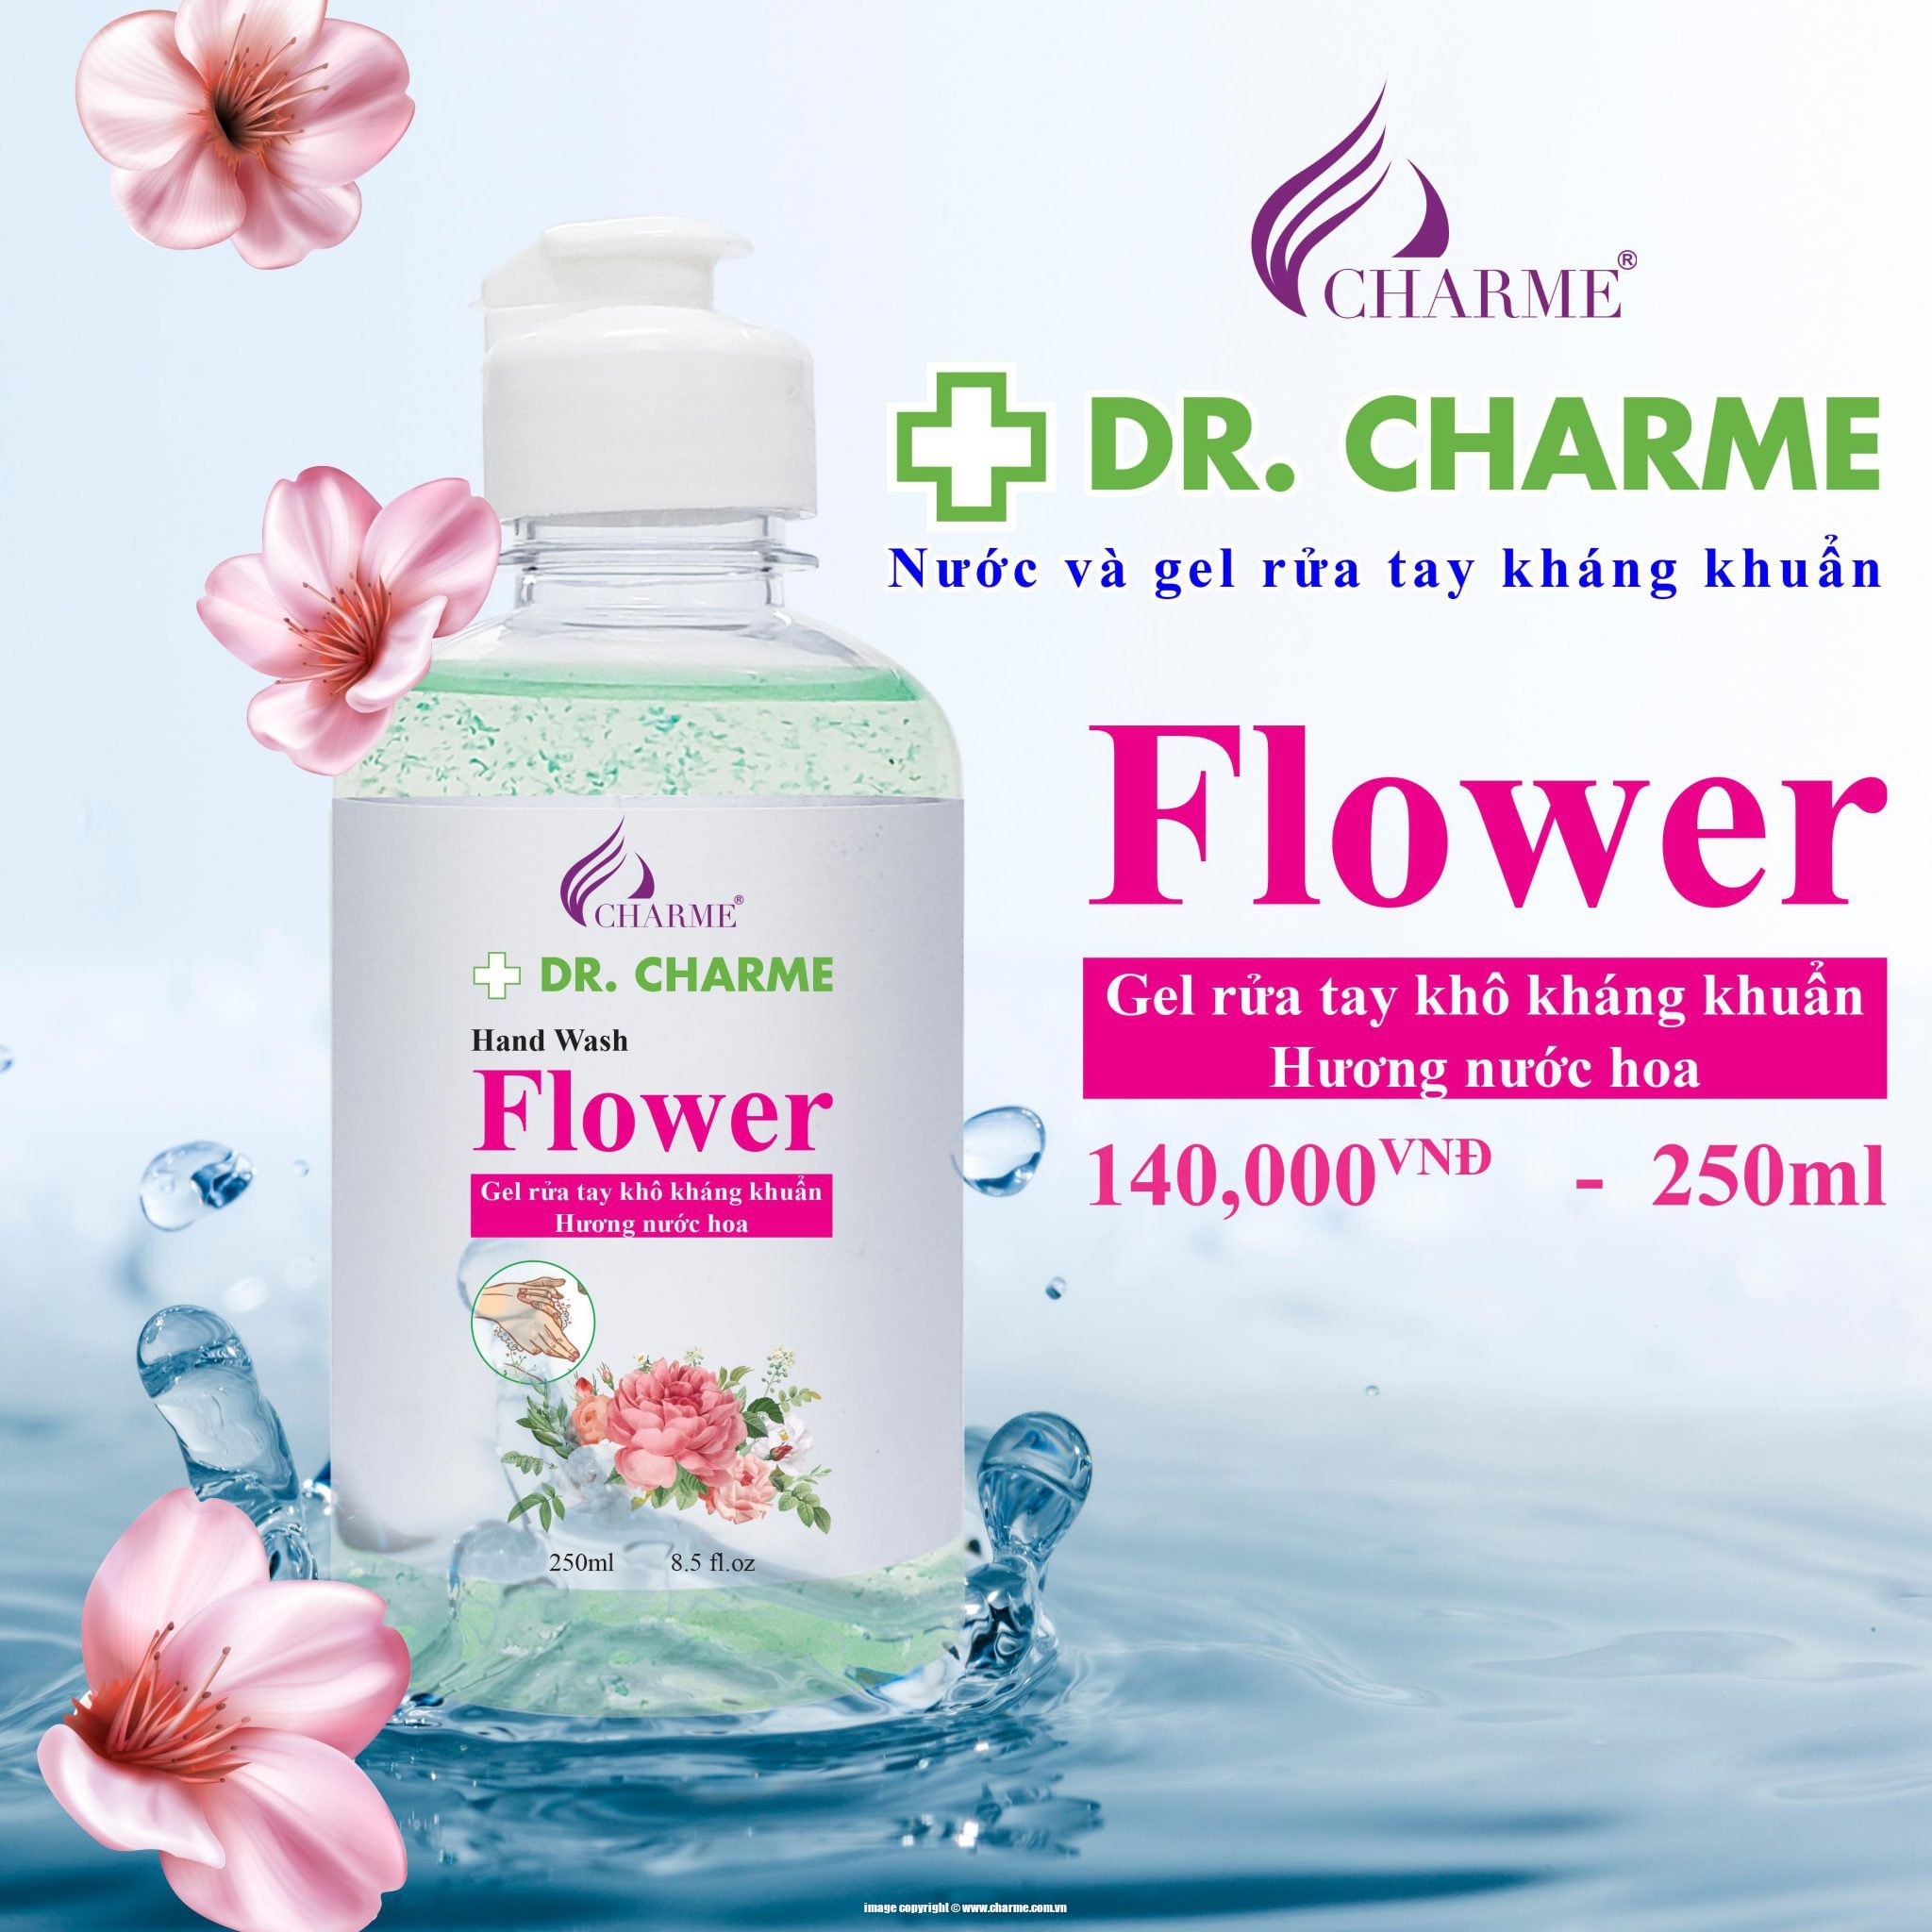 CHARME®
DR. CHARME
Nước và gel rửa tay kháng khuẩn
Flower
Gel rửa tay khô kháng khuẩn
Hương nước hoa
140,000VNĐ - 250ml
CHARME®
DR. CHARME
Hand Wash
Flower
Gel rửa tay khô kháng khuẩn
Hương nước hoa
250ml 8.5 fl.oz
image copyright © www.charme.com.vn